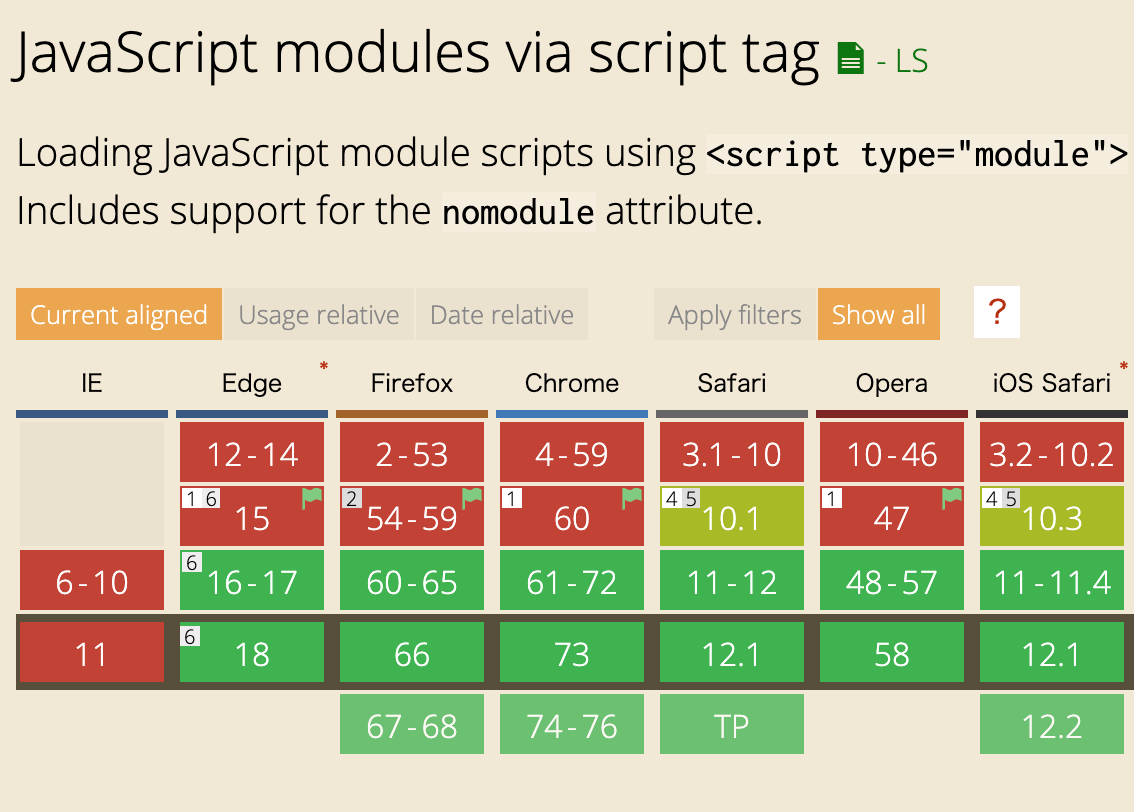 JavaScript modules via script tag - LS
Loading JavaScript module scripts using <script type="module">
Includes support for the nomodule attribute.
Current aligned Usage relative Date relative Apply filters Show all ?
IE Edge * Firefox Chrome Safari Opera iOS Safari *
12-14 2-53 4-59 3.1-10 10-46 3.2-10.2
1 6 15 2 54-59 1 60 4 5 10.1 1 47 4 5 10.3
6-10 6 16-17 60-65 61-72 11-12 48-57 11-11.4
11 6 18 66 73 12.1 58 12.1
67-68 74-76 TP 12.2